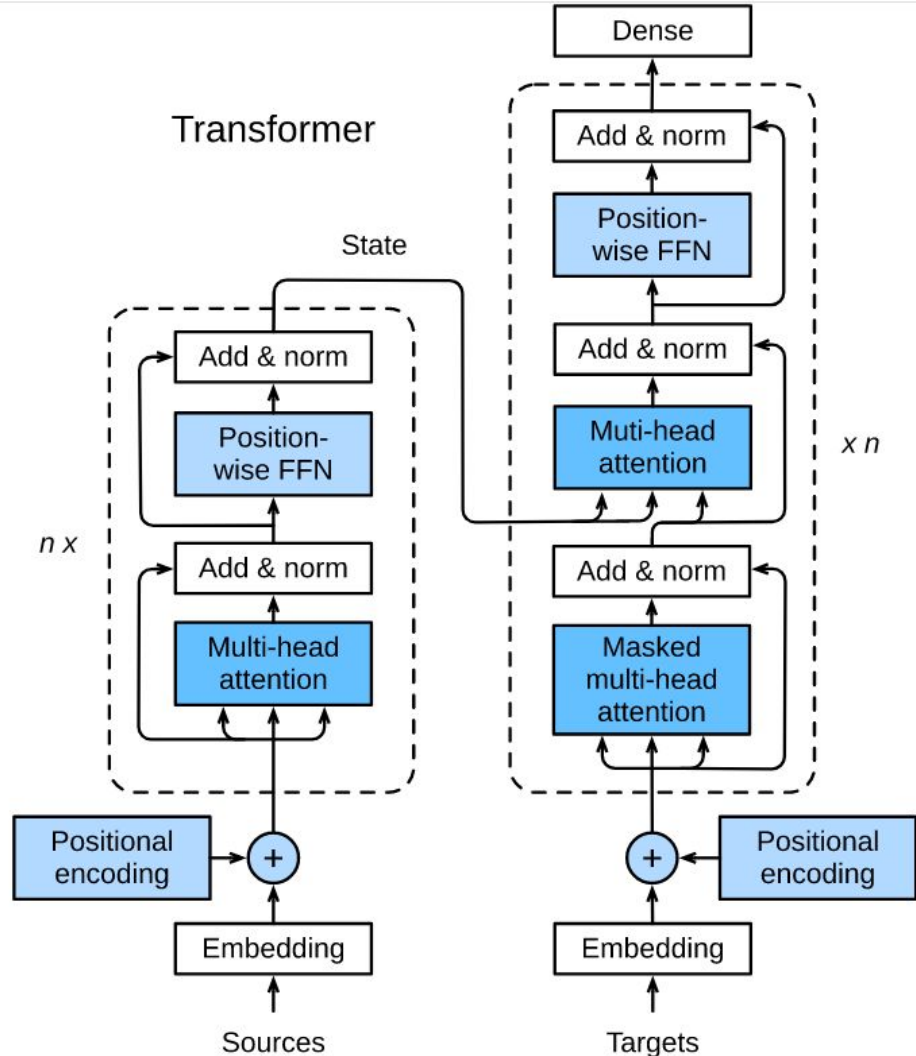 Dense
Add & norm
Transformer
Position-
wise FFN
State
Add & norm
Add & norm
Muti-head
attention
Position-
wise FFN
x n
n x
Add & norm
Add & norm
Multi-head
attention
Masked
multi-head
attention
Positional
encoding
+
+
Positional
encoding
Embedding
Embedding
Sources
Targets